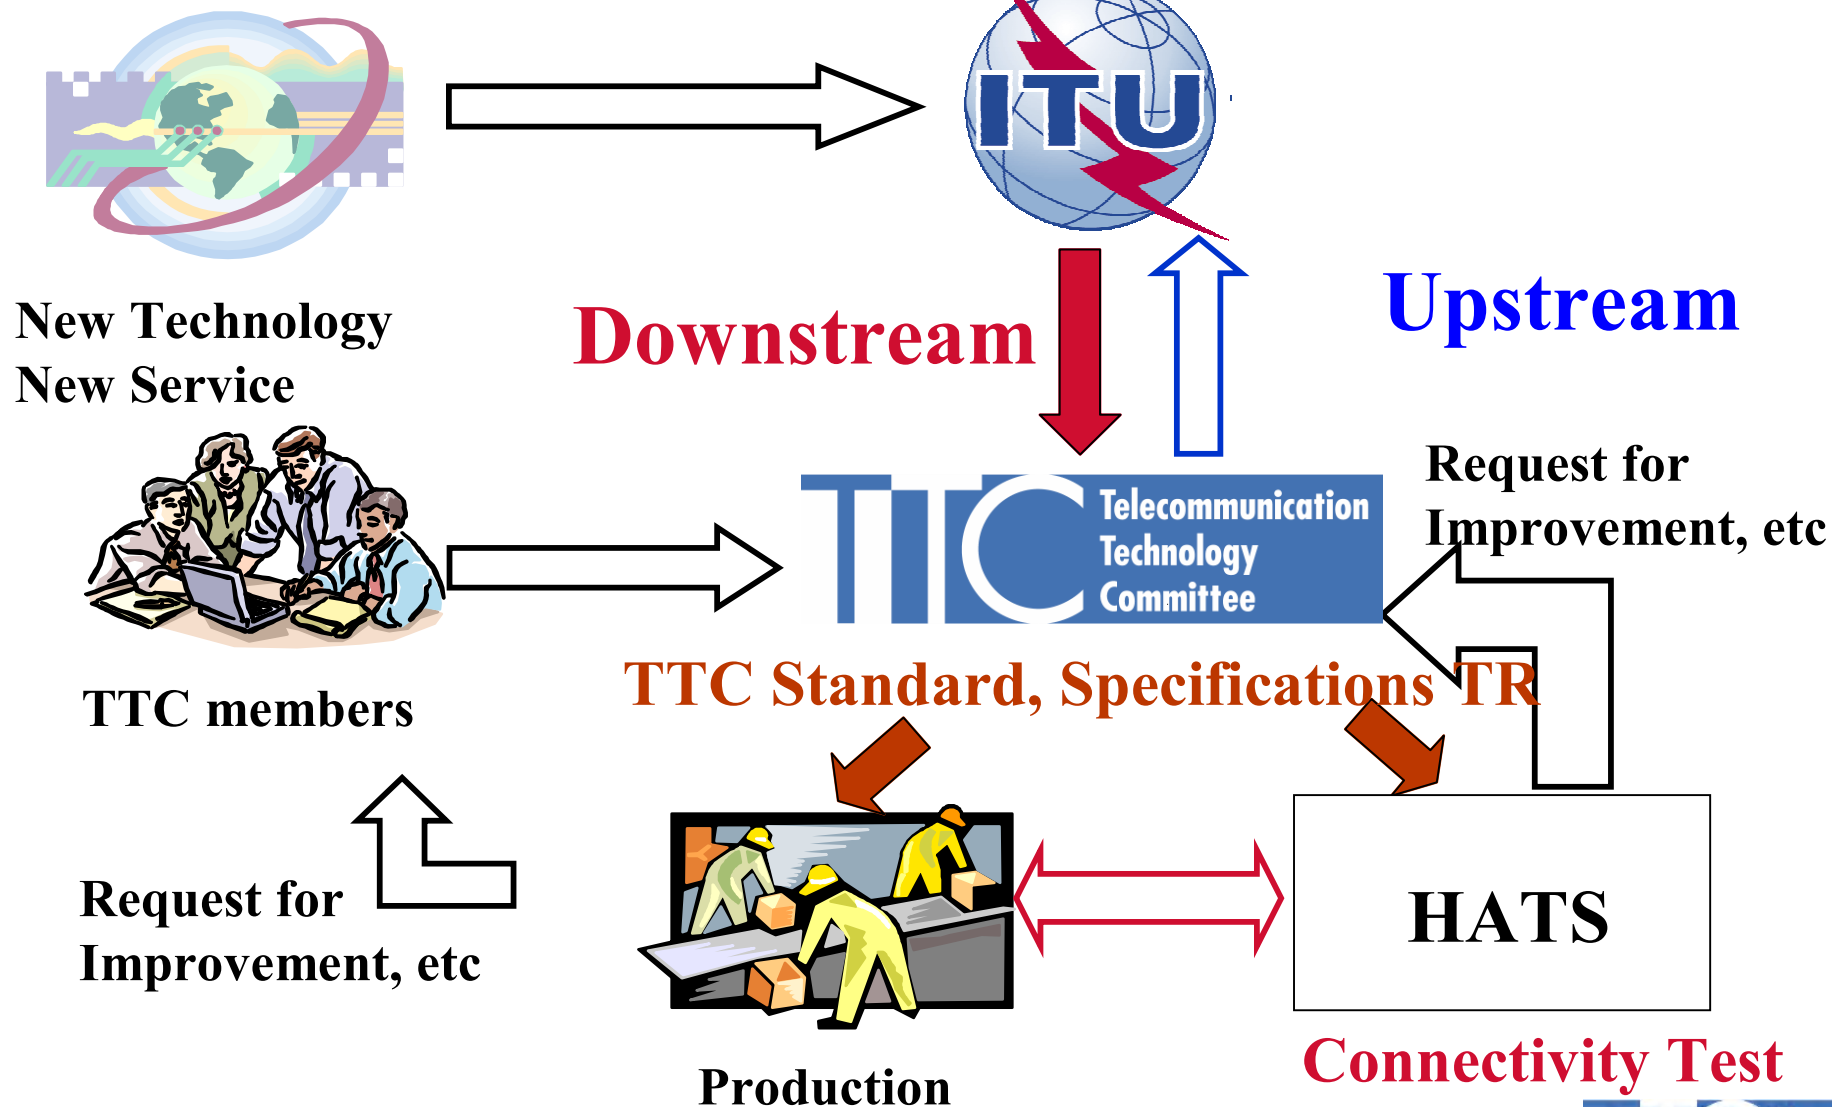 ITU
New Technology
New Service
Downstream
Upstream
Request for
Improvement, etc
TTC
Telecommunication
Technology
Committee
TTC Standard, Specifications TR
TTC members
Request for
Improvement, etc
HATS
Connectivity Test
Production